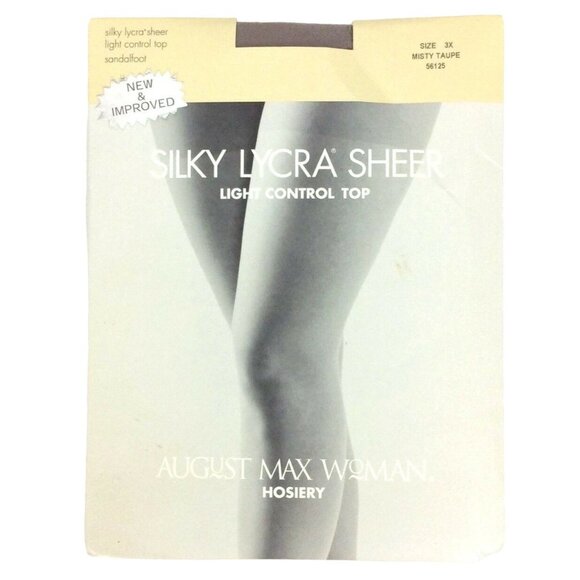 silky lycra® sheer
light control top
sandalfoot
NEW
&
IMPROVED
SIZE 3X
MISTY TAUPE
56125
SILKY LYCRA® SHEER
LIGHT CONTROL TOP
AUGUST MAX WOMAN®
HOSIERY